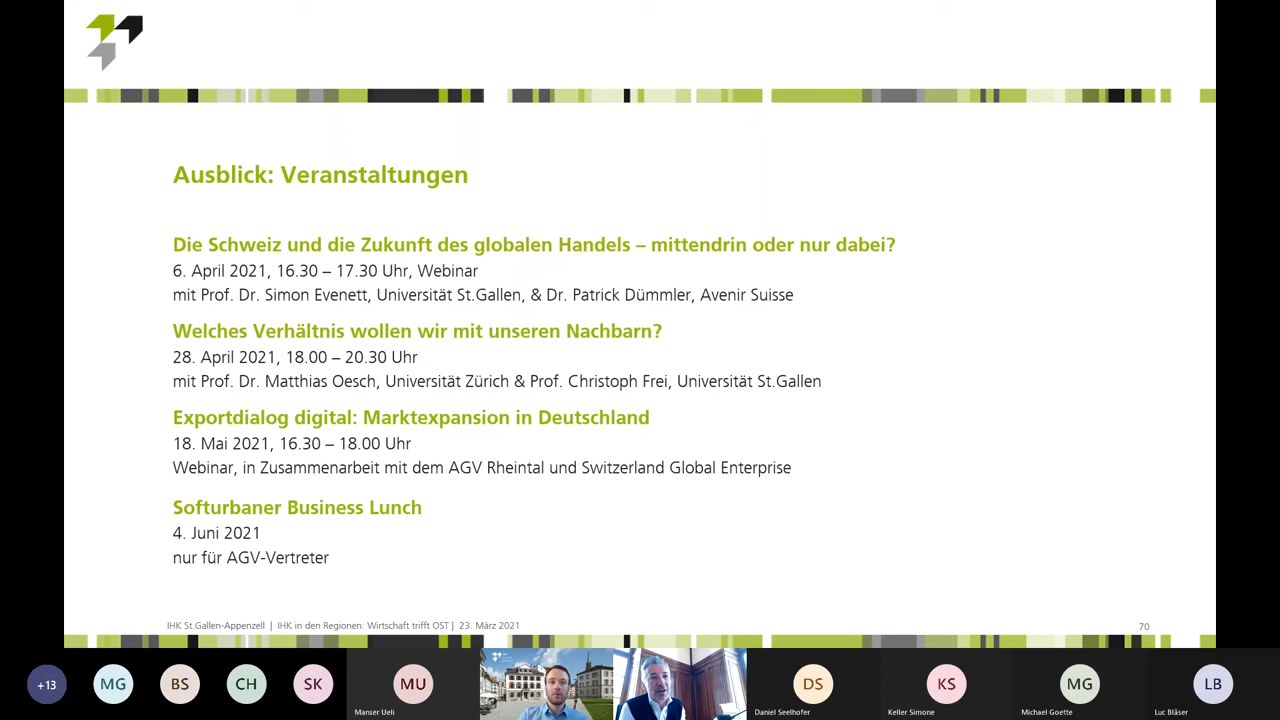 Ausblick: Veranstaltungen
Die Schweiz und die Zukunft des globalen Handels – mittendrin oder nur dabei?
6. April 2021, 16.30 – 17.30 Uhr, Webinar
mit Prof. Dr. Simon Evenett, Universität St.Gallen, & Dr. Patrick Dümmler, Avenir Suisse
Welches Verhältnis wollen wir mit unseren Nachbarn?
28. April 2021, 18.00 – 20.30 Uhr
mit Prof. Dr. Matthias Oesch, Universität Zürich & Prof. Christoph Frei, Universität St.Gallen
Exportdialog digital: Marktexpansion in Deutschland
18. Mai 2021, 16.30 – 18.00 Uhr
Webinar, in Zusammenarbeit mit dem AGV Rheintal und Switzerland Global Enterprise
Softurbaner Business Lunch
4. Juni 2021
nur für AGV-Vertreter
IHK St.Gallen-Appenzell | IHK in den Regionen: Wirtschaft trifft OST | 23. März 2021
70
+13
MG
BS
CH
SK
MU
DS
KS
MG
LB
Manser Ueli
Daniel Seelhofer
Keller Simone
Michael Goette
Luc Bläser